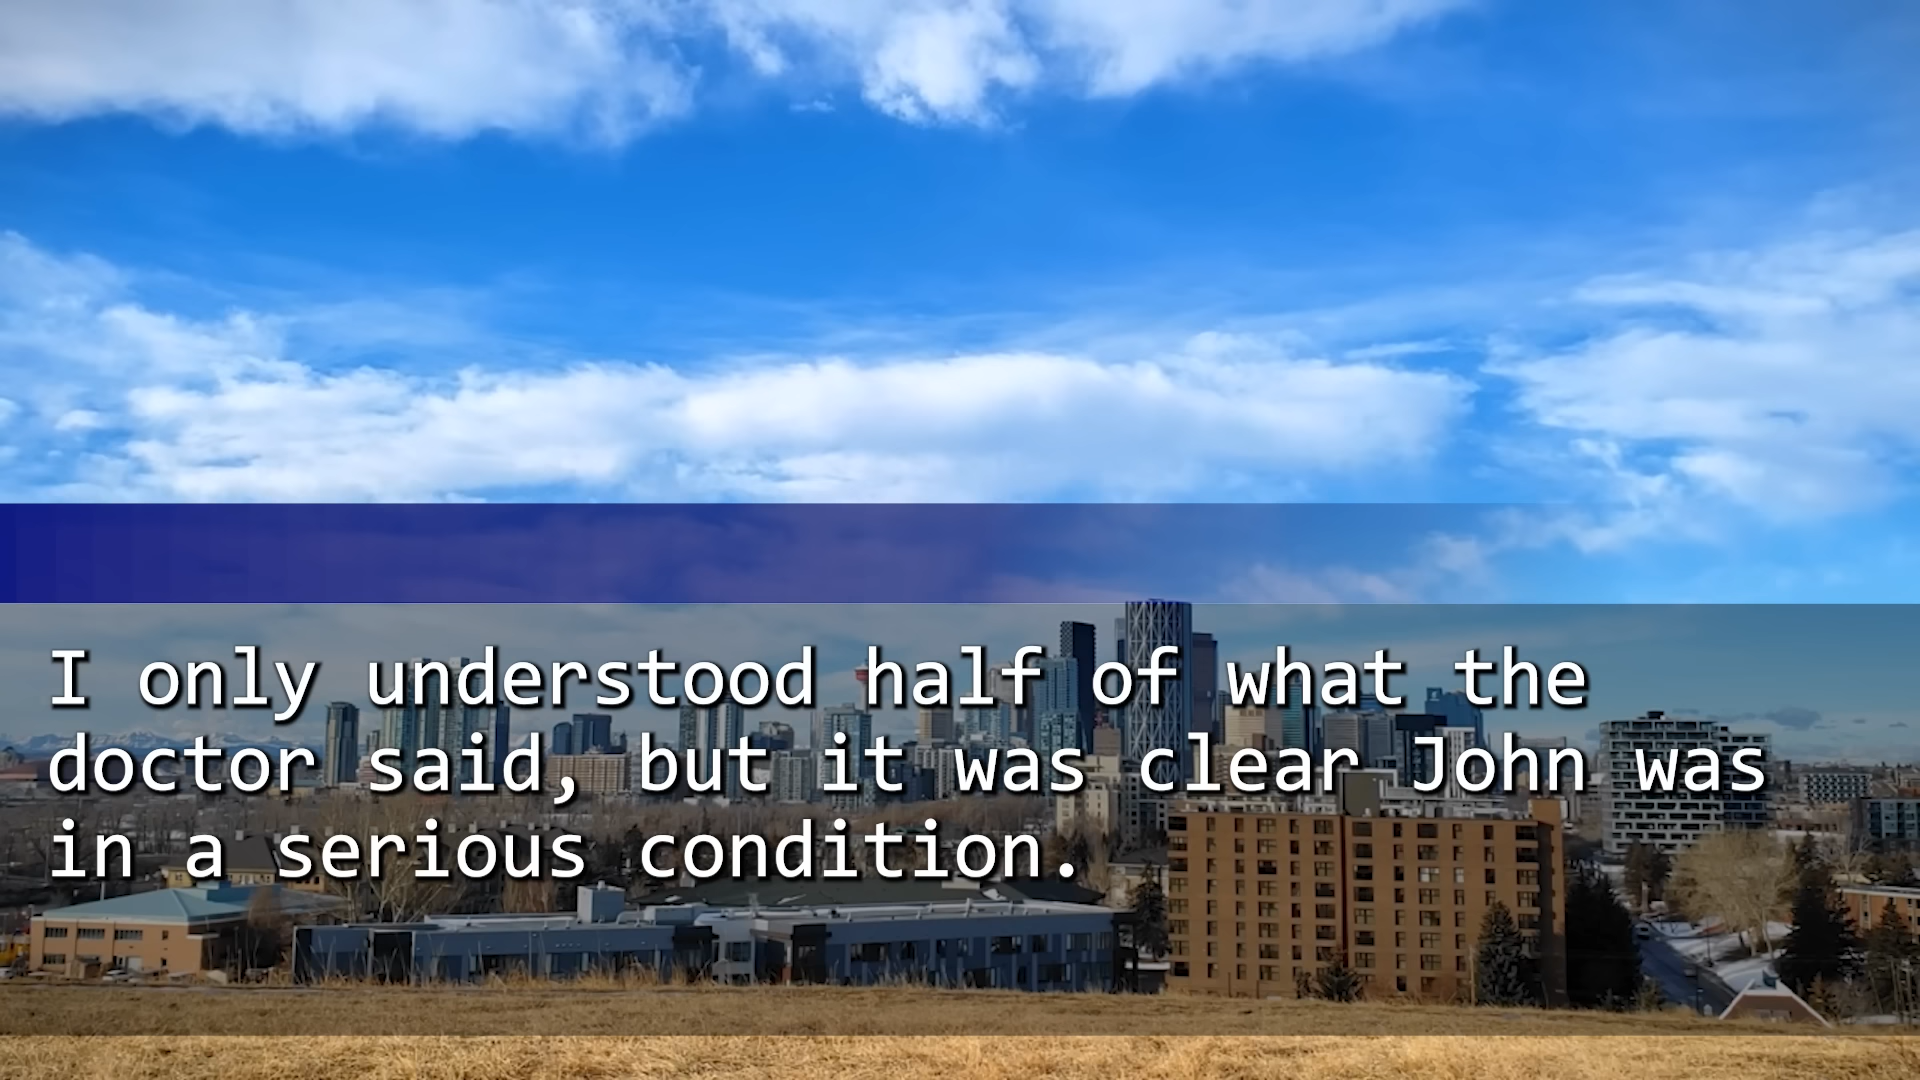 I only understood half of what the
doctor said, but it was clear John was
in a serious condition.